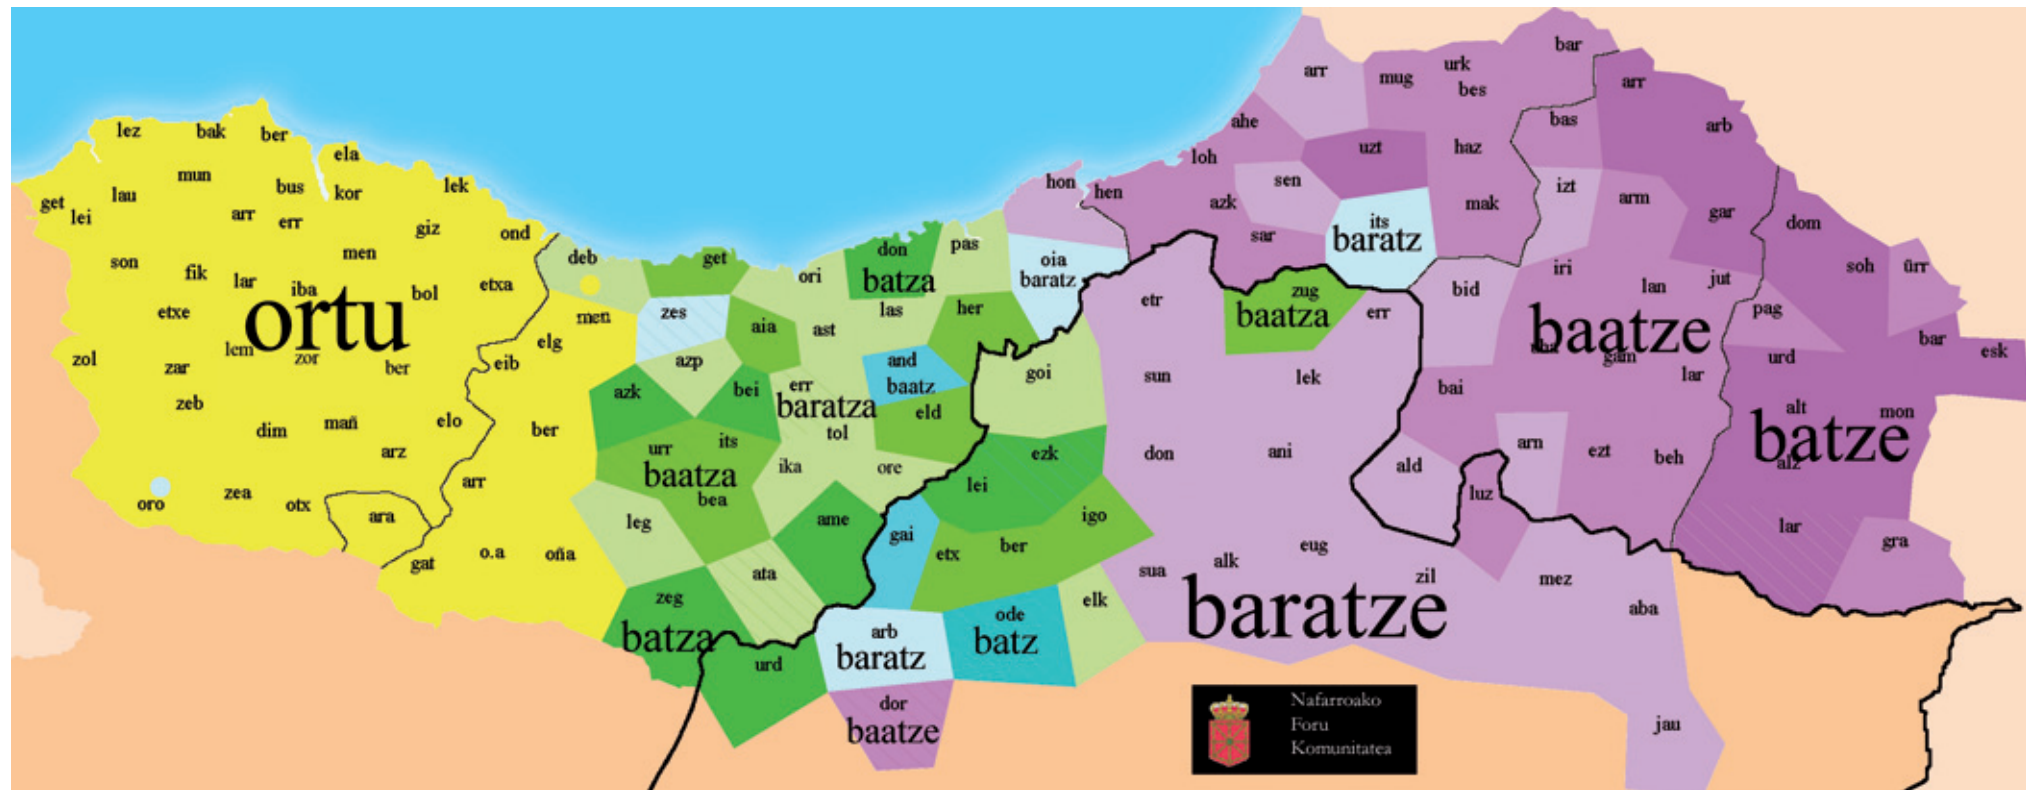 bar
urk
arr
mug
arr
bes
ahe
bas
arb
lez
bak
ber
uzt
haz
ela
loh
mun
sen
izt
bus
kor
lek
hon
hen
get
lau
lei
azk
mak
arm
gar
arr
err
giz
ond
its
baratz
sar
dom
men
don
pas
oia
baratz
son
fik
lar
iba
bol
etxa
deb
get
ori
batza
soh
ürr
iri
lan
jut
bid
etxe
ortu
men
zes
aia
ast
las
her
etr
zug
baatza
err
baatze
pag
lem
zor
elg
zol
zar
ber
eib
azp
and
baatz
goi
sun
lek
gam
lar
urd
bar
esk
zeb
azk
bei
err
baratza
tol
eld
bai
alt
mon
batze
dim
mañ
elo
ber
arz
urr
its
baatza
bea
ika
ore
ezk
lei
don
ani
ald
arn
ezt
beh
alz
oro
zea
otx
ara
arr
leg
ame
gai
igo
luz
lar
gra
gat
o.a
oña
ata
etx
ber
sua
alk
eug
zil
mez
zeg
batza
urd
arb
baratz
ode
batz
elk
baratze
aba
dor
baatze
jau
Nafarroako
Foru
Komunitatea